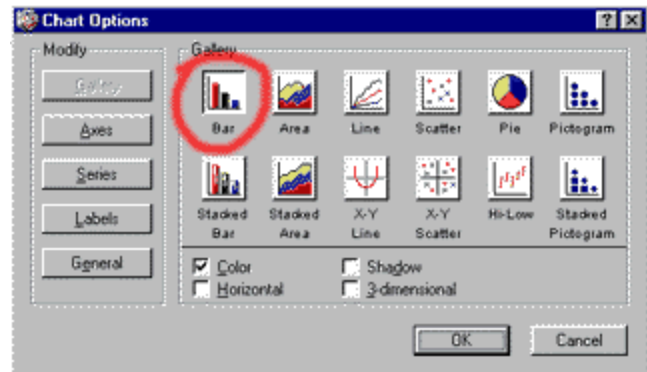 Chart Options
Modify
Gallery
Gallery
Axes
Series
Labels
General
Bar
Area
Line
Scatter
Pie
Pictogram
Stacked Bar
Stacked Area
X-Y Line
X-Y Scatter
Hi-Low
Stacked Pictogram
Color
Shadow
Horizontal
3-dimensional
OK
Cancel